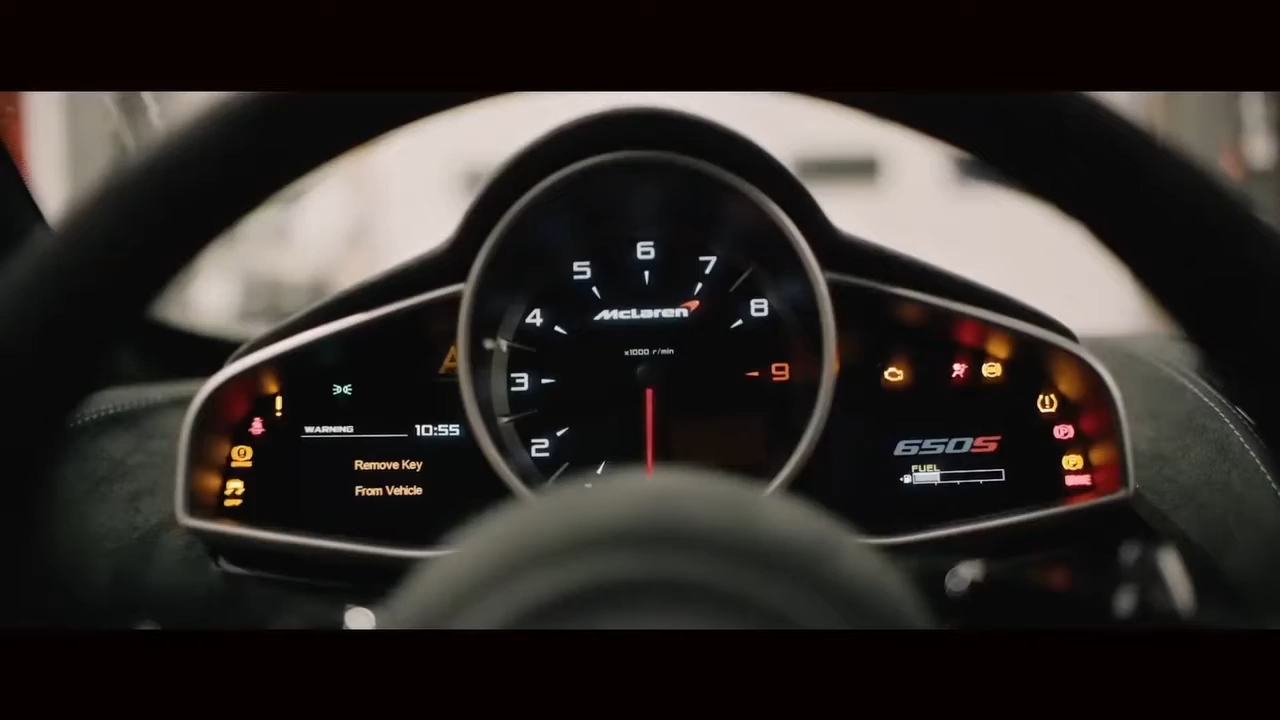 6
5
7
4
8
McLaren
x1000 r/min
3
9
2
WARNING 10:55
Remove Key
From Vehicle
650S
FUEL